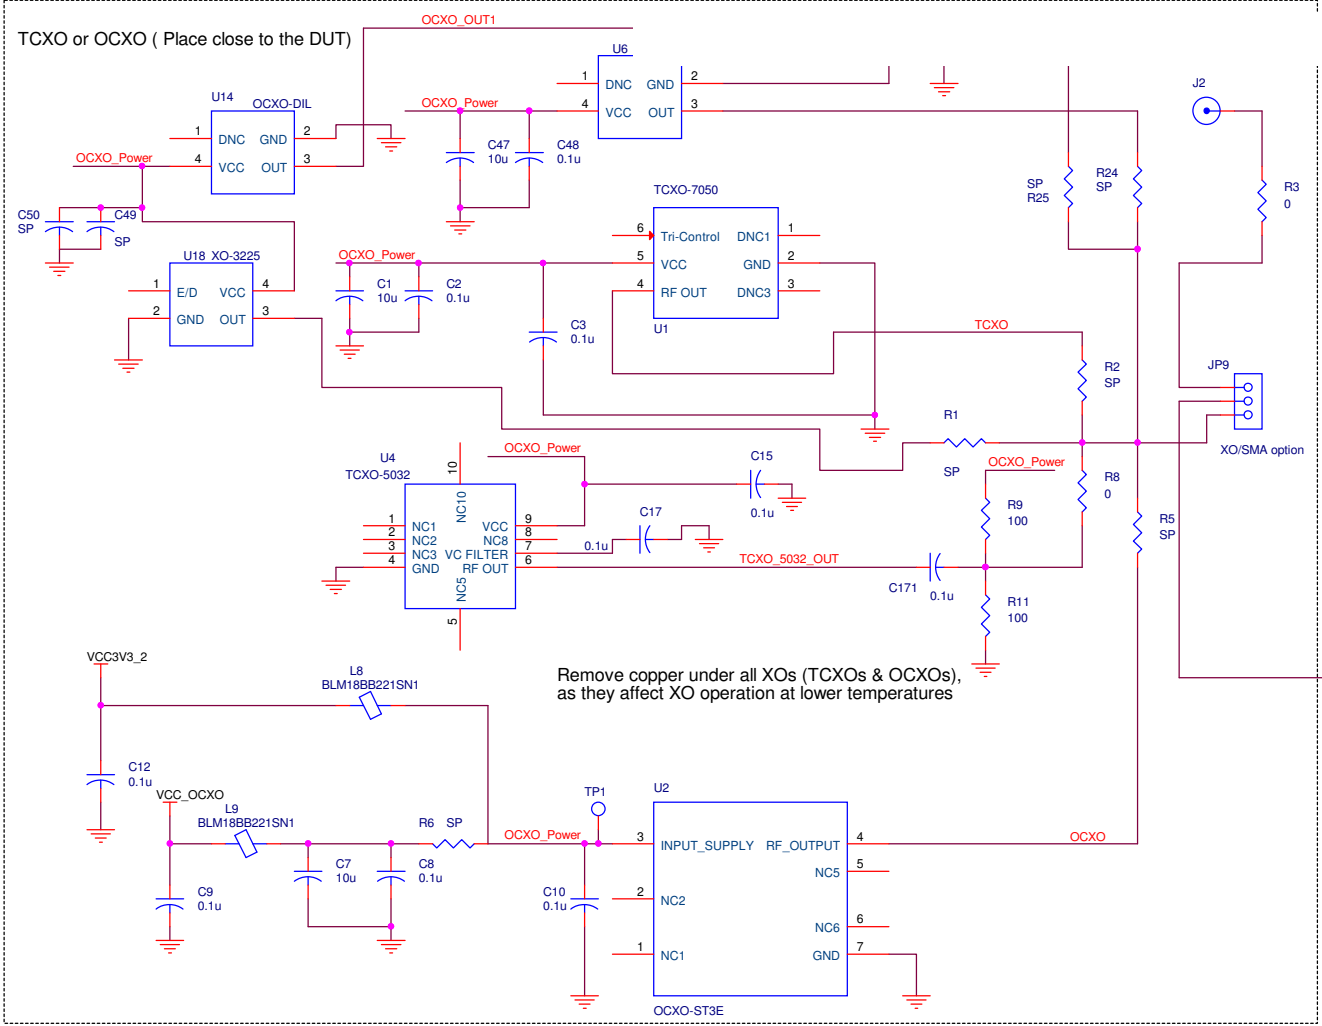 OCXO_OUT1
TCXO or OCXO ( Place close to the DUT)
U6
1 DNC GND 2
4 VCC OUT 3
OCXO_Power
C47
10u
C48
0.1u
U14
OCXO-DIL
1 DNC GND 2
4 VCC OUT 3
OCXO_Power
C50
SP
C49
SP
U18 XO-3225
1 E/D VCC 4
2 GND OUT 3
J2
R3
0
SP
R25
R24
SP
TCXO-7050
6 Tri-Control DNC1 1
5 VCC GND 2
4 RF OUT DNC3 3
U1
OCXO_Power
C1
10u
C2
0.1u
C3
0.1u
TCXO
R2
SP
JP9
XO/SMA option
R1
SP
OCXO_Power
R8
0
R9
100
R5
SP
U4
TCXO-5032
10
NC10
OCXO_Power
1 NC1 VCC 9
2 NC2 NC8 8
3 NC3 VC FILTER 7
4 GND RF OUT 6
NC5
5
C15
0.1u
C17
0.1u
TCXO_5032_OUT
C171
0.1u
R11
100
Remove copper under all XOs (TCXOs & OCXOs),
as they affect XO operation at lower temperatures
VCC3V3_2
L8
BLM18BB221SN1
C12
0.1u
VCC_OCXO
L9
BLM18BB221SN1
R6 SP
OCXO_Power
TP1
C9
0.1u
C7
10u
C8
0.1u
C10
0.1u
U2
3 INPUT_SUPPLY RF_OUTPUT 4
NC5 5
2 NC2
NC6 6
1 NC1 GND 7
OCXO-ST3E
OCXO